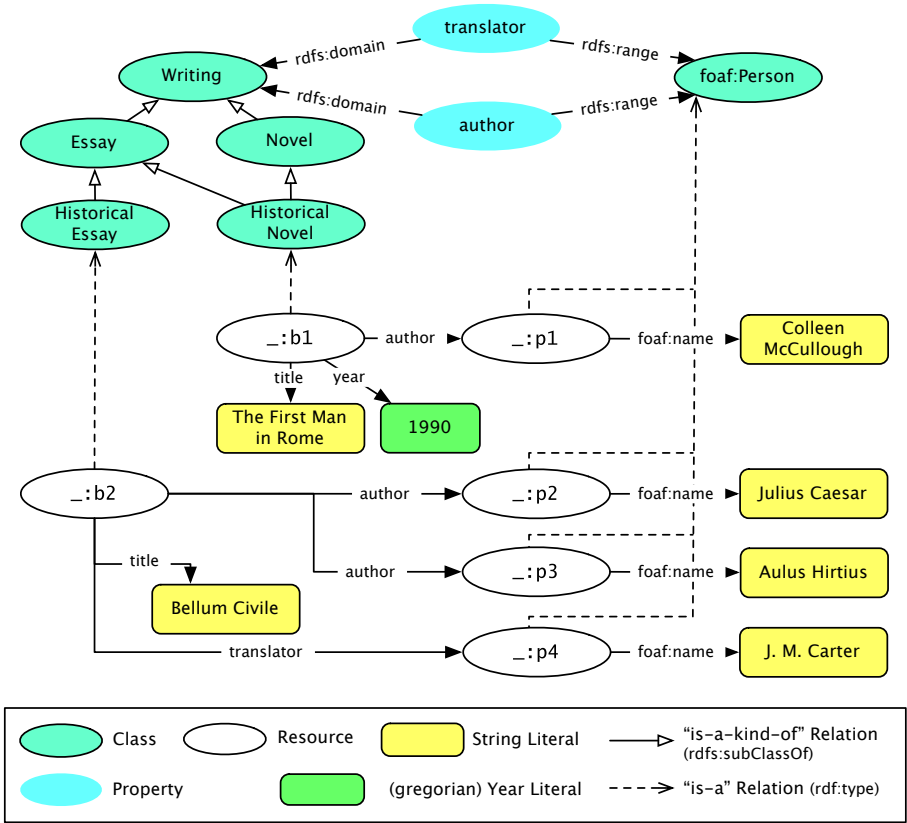 translator
rdfs:domain
rdfs:range
Writing
foaf:Person
rdfs:domain
rdfs:range
author
Essay
Novel
Historical
Essay
Historical
Novel
_:b1
author
_:p1
foaf:name
Colleen
McCullough
title
year
The First Man
in Rome
1990
_:b2
author
_:p2
foaf:name
Julius Caesar
title
author
_:p3
foaf:name
Aulus Hirtius
Bellum Civile
translator
_:p4
foaf:name
J. M. Carter
Class
Resource
String Literal
“is-a-kind-of” Relation
(rdfs:subClassOf)
Property
(gregorian) Year Literal
“is-a” Relation (rdf:type)